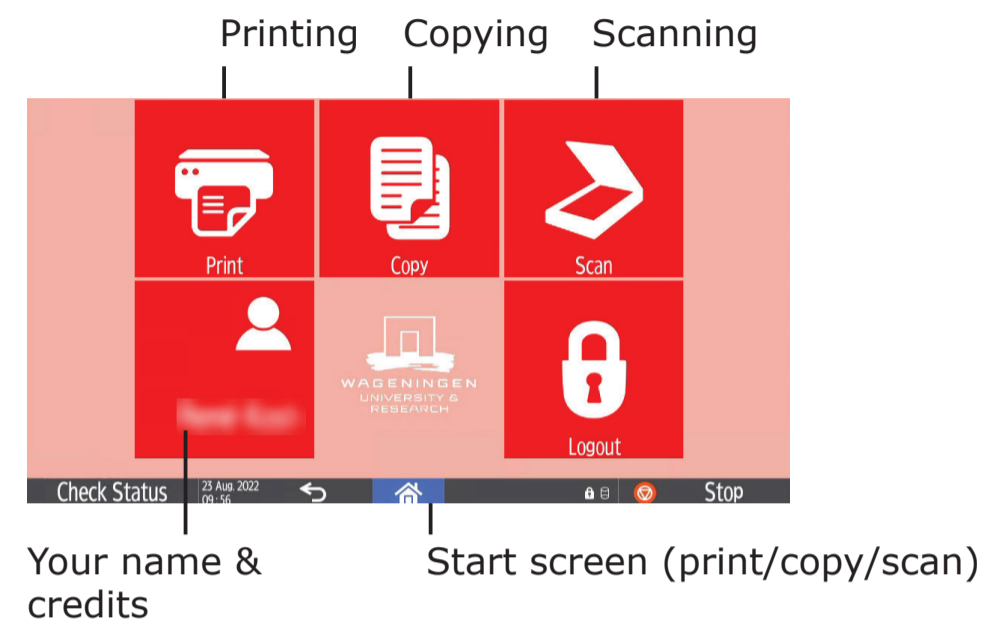 Printing Copying Scanning
Print Copy Scan
WAGENINGEN
UNIVERSITY &
RESEARCH
Logout
Check Status 23 Aug. 2022 Stop
09:56
Your name & Start screen (print/copy/scan)
credits